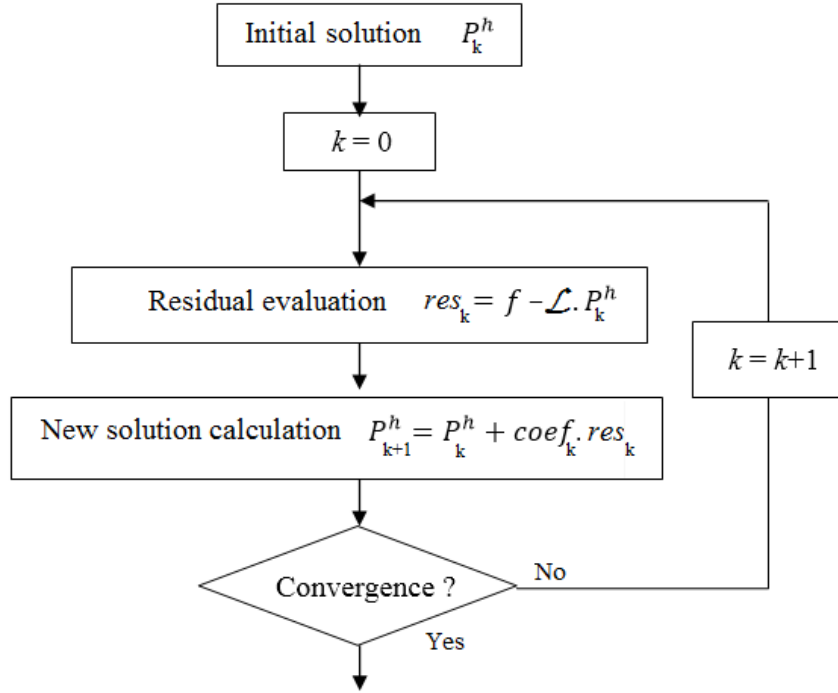 Initial solution P_k^h
k = 0
Residual evaluation res_k = f − ℒ. P_k^h
k = k+1
New solution calculation P_{k+1}^h = P_k^h + coef_k. res_k
Convergence ?
No
Yes